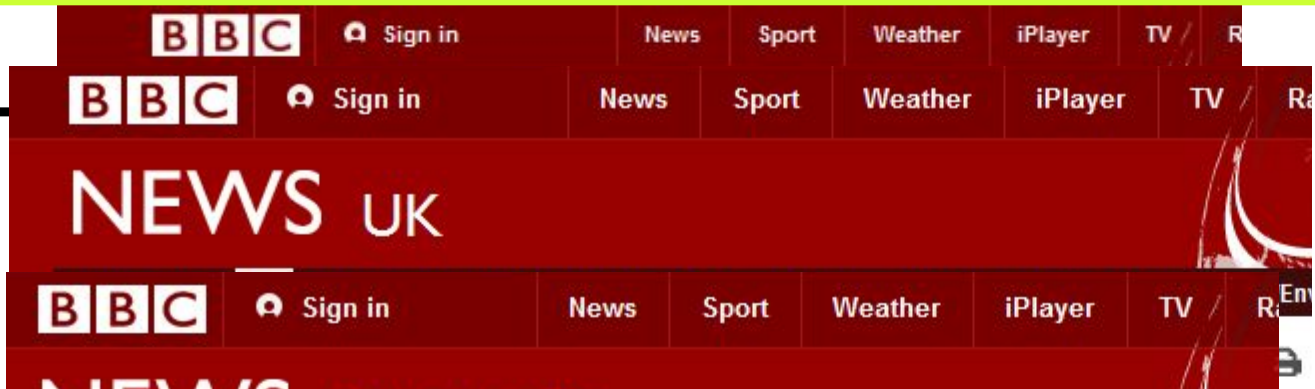 BBC Sign in News Sport Weather iPlayer TV
BBC Sign in News Sport Weather iPlayer TV
NEWS UK
BBC Sign in News Sport Weather iPlayer TV
NEWS